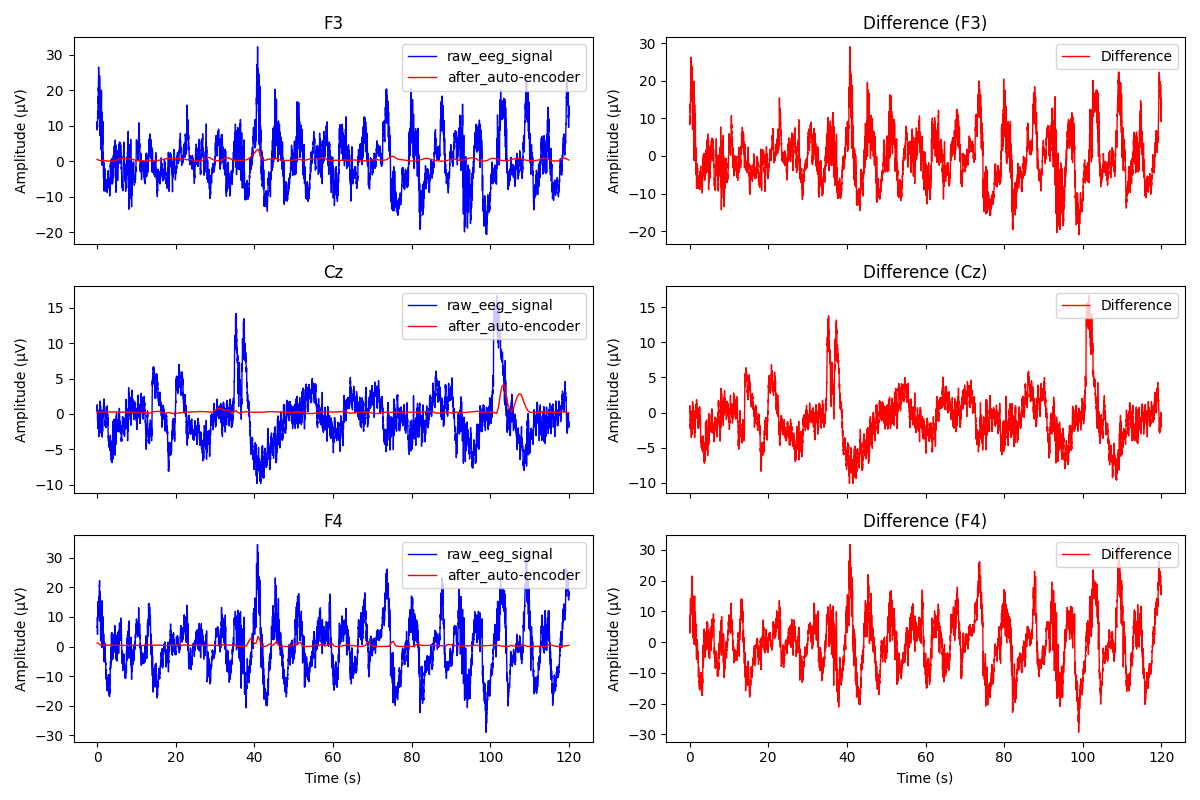 F3
Difference (F3)
Amplitude (µV)
30
20
10
0
−10
−20
raw_eeg_signal
after_auto-encoder
Amplitude (µV)
30
20
10
0
−10
−20
Difference
Cz
Difference (Cz)
Amplitude (µV)
15
10
5
0
−5
−10
raw_eeg_signal
after_auto-encoder
Amplitude (µV)
15
10
5
0
−5
−10
Difference
F4
Difference (F4)
Amplitude (µV)
30
20
10
0
−10
−20
−30
raw_eeg_signal
after_auto-encoder
Amplitude (µV)
30
20
10
0
−10
−20
−30
Difference
0 20 40 60 80 100 120
Time (s)
0 20 40 60 80 100 120
Time (s)